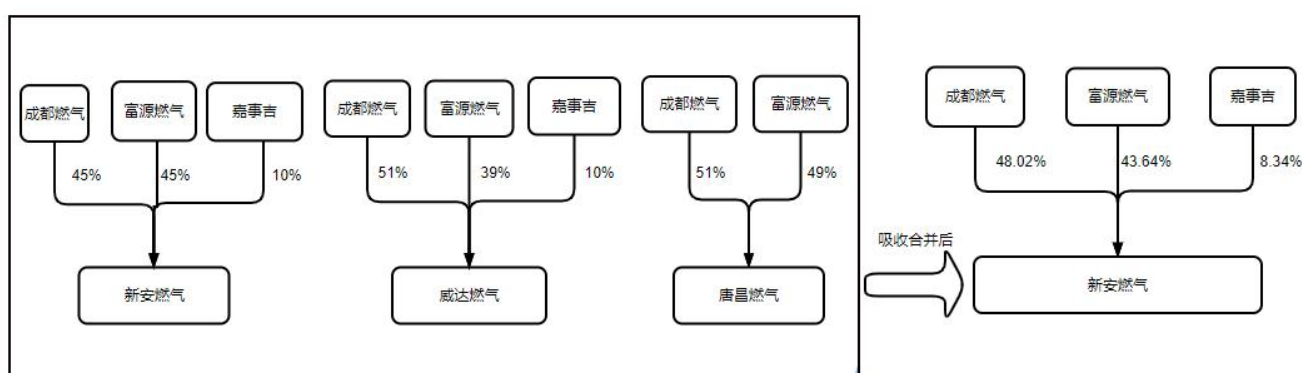 成都燃气
富源燃气
嘉事吉
45%
45%
10%
新安燃气
成都燃气
富源燃气
嘉事吉
51%
39%
10%
威达燃气
成都燃气
富源燃气
51%
49%
唐昌燃气
吸收合并后
成都燃气
富源燃气
嘉事吉
48.02%
43.64%
8.34%
新安燃气